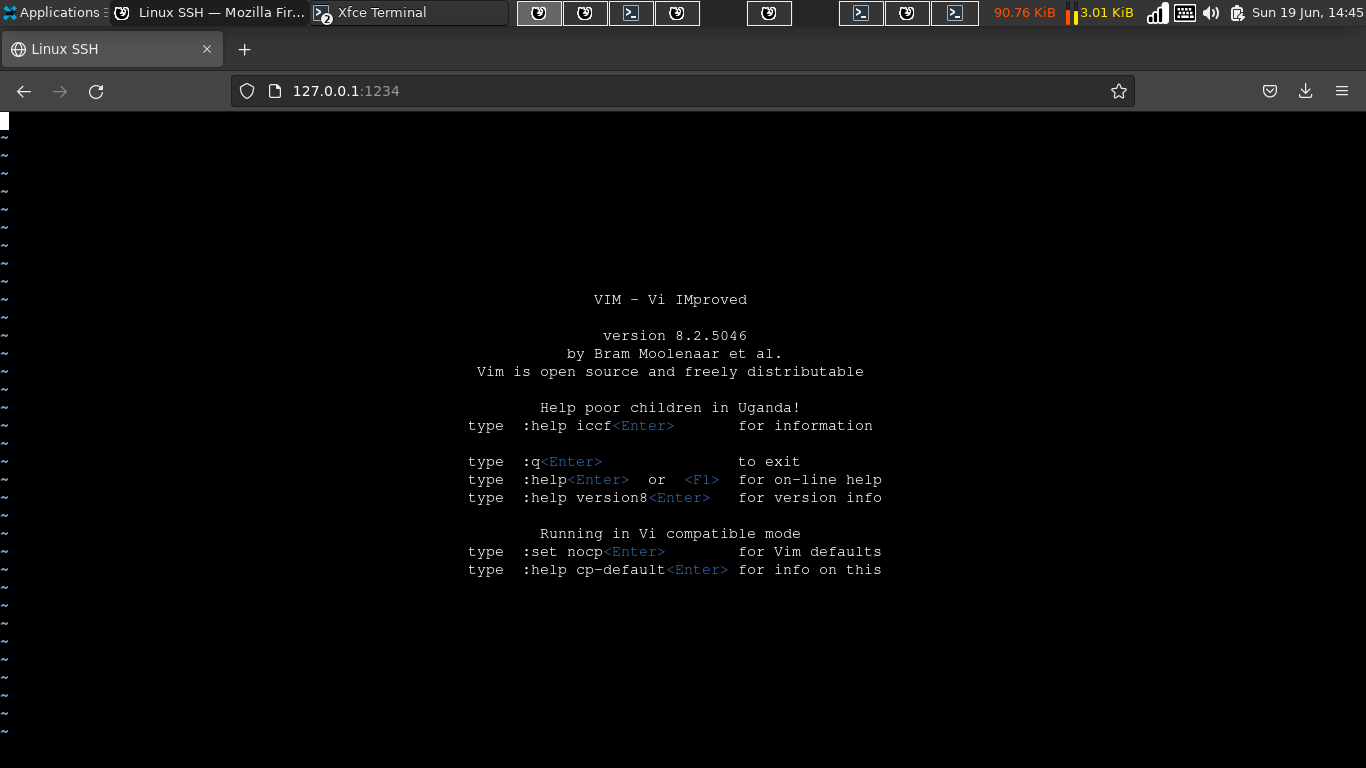 Applications Linux SSH — Mozilla Fir... 2 Xfce Terminal 90.76 KiB 3.01 KiB Sun 19 Jun, 14:45
Linux SSH
127.0.0.1:1234
~
~
~
~
~
~
~
~
~
VIM - Vi IMproved
~
~ version 8.2.5046
~ by Bram Moolenaar et al.
~ Vim is open source and freely distributable
~
~ Help poor children in Uganda!
~ type :help iccf<Enter> for information
~
~ type :q<Enter> to exit
~ type :help<Enter> or <F1> for on-line help
~ type :help version8<Enter> for version info
~
~ Running in Vi compatible mode
~ type :set nocp<Enter> for Vim defaults
~ type :help cp-default<Enter> for info on this
~
~
~
~
~
~
~
~
~